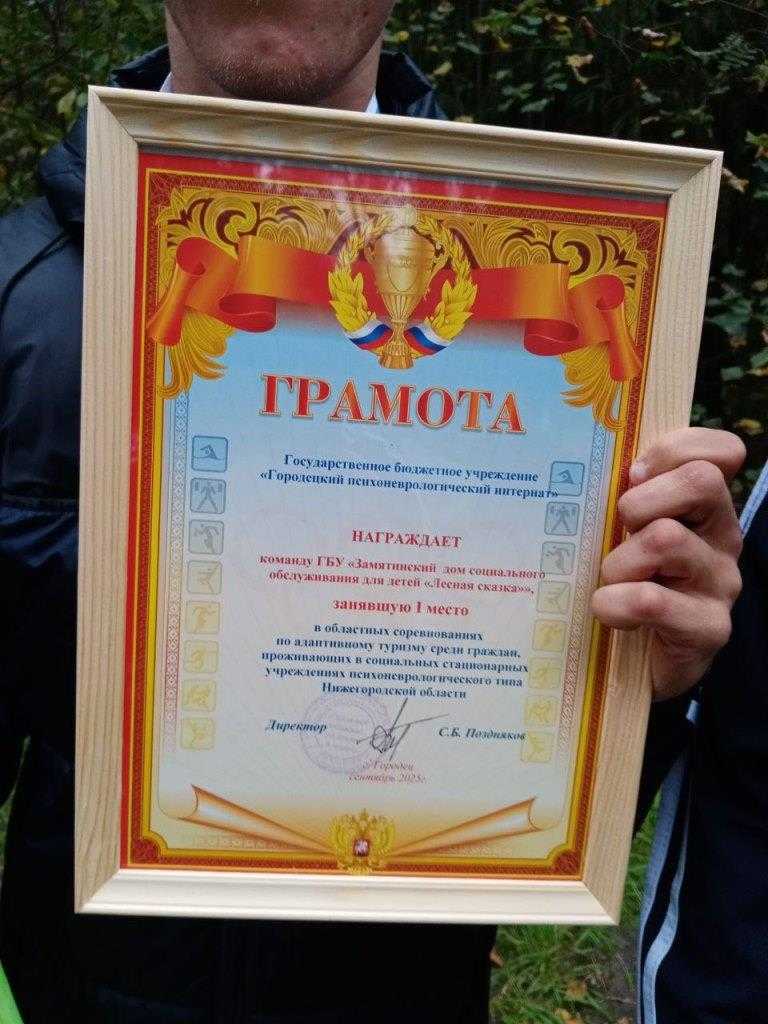 ГРАМОТА
Государственное бюджетное учреждение
«Городецкий психоневрологический интернат»
НАГРАЖДАЕТ
команду ГБУ «Замятинский дом социального
обслуживания для детей «Лесная сказка»»,
занявшую 1 место
в областных соревнованиях
по адаптивному туризму среди граждан,
проживающих в социальных стационарных
учреждениях психоневрологического типа
Нижегородской области
Директор С.Б. Поздняков
г. Городец
сентябрь 2025г.